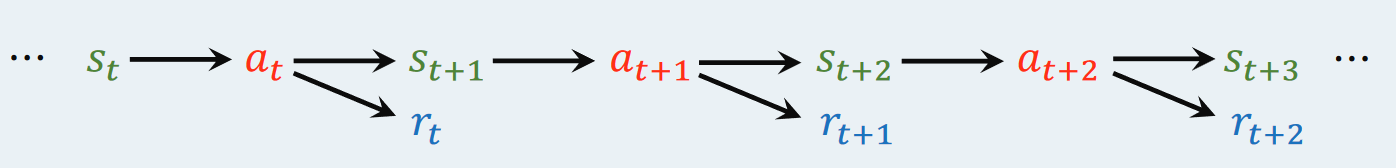 … s_t → a_t → s_{t+1} → a_{t+1} → s_{t+2} → a_{t+2} → s_{t+3} …
r_t r_{t+1} r_{t+2}